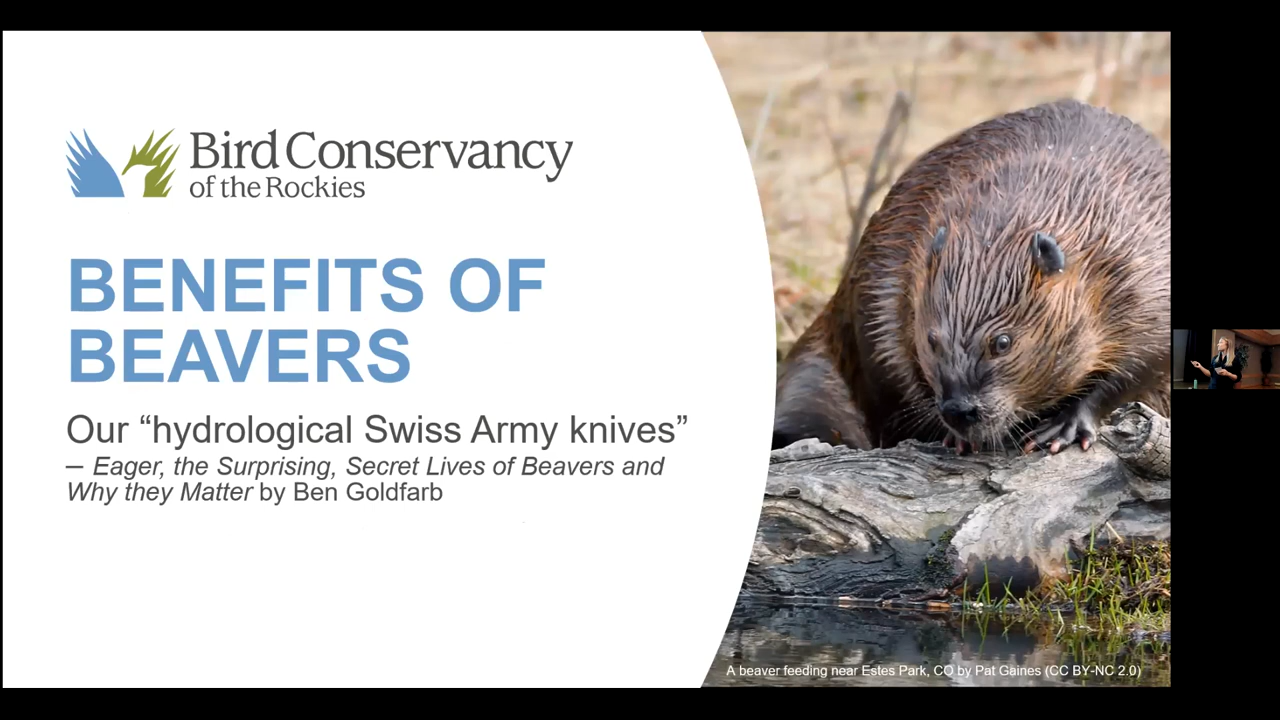 Bird Conservancy
of the Rockies
BENEFITS OF
BEAVERS
Our “hydrological Swiss Army knives”
– Eager, the Surprising, Secret Lives of Beavers and
Why they Matter by Ben Goldfarb
A beaver feeding near Estes Park, CO by Pat Gaines (CC BY-NC 2.0)